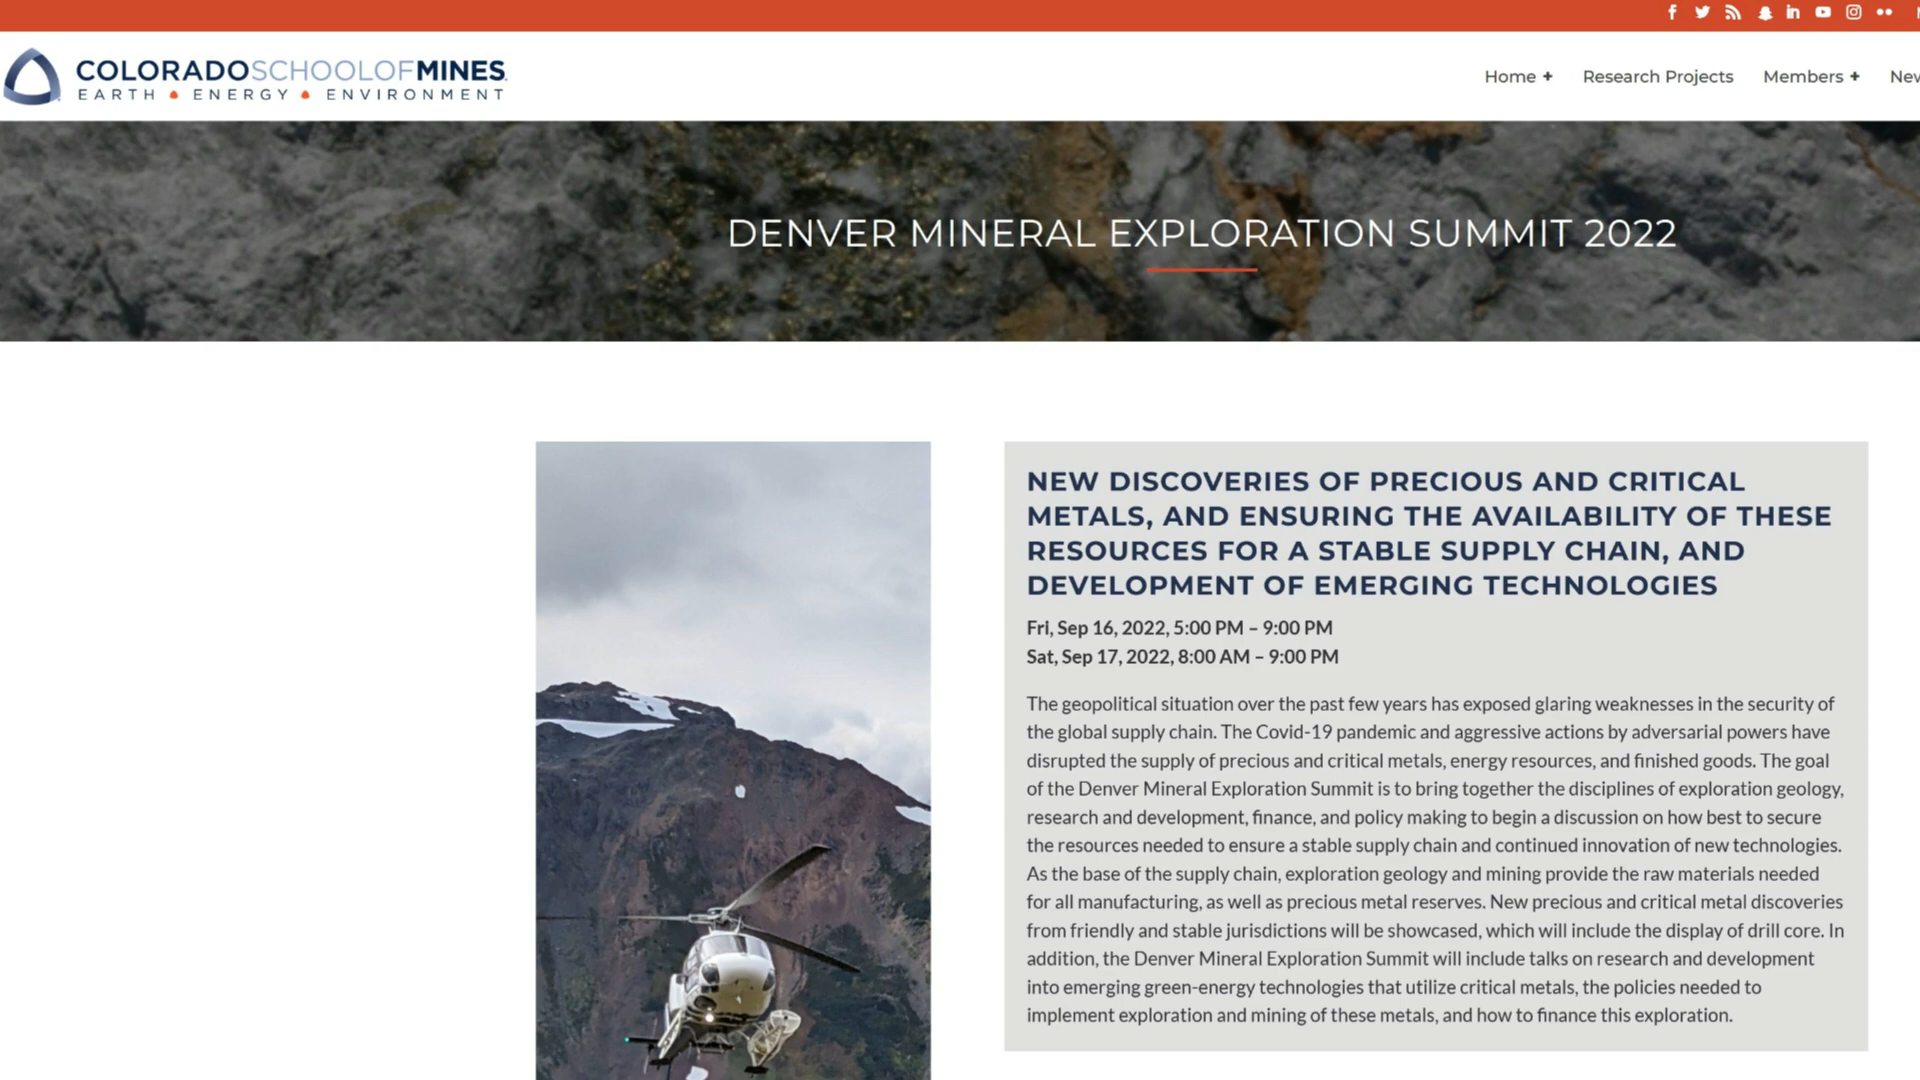 COLORADOSCHOOLOFMINES
EARTH • ENERGY • ENVIRONMENT
Home + Research Projects Members +
DENVER MINERAL EXPLORATION SUMMIT 2022
NEW DISCOVERIES OF PRECIOUS AND CRITICAL
METALS, AND ENSURING THE AVAILABILITY OF THESE
RESOURCES FOR A STABLE SUPPLY CHAIN, AND
DEVELOPMENT OF EMERGING TECHNOLOGIES
Fri, Sep 16, 2022, 5:00 PM – 9:00 PM
Sat, Sep 17, 2022, 8:00 AM – 9:00 PM
The geopolitical situation over the past few years has exposed glaring weaknesses in the security of
the global supply chain. The Covid-19 pandemic and aggressive actions by adversarial powers have
disrupted the supply of precious and critical metals, energy resources, and finished goods. The goal
of the Denver Mineral Exploration Summit is to bring together the disciplines of exploration geology,
research and development, finance, and policy making to begin a discussion on how best to secure
the resources needed to ensure a stable supply chain and continued innovation of new technologies.
As the base of the supply chain, exploration geology and mining provide the raw materials needed
for all manufacturing, as well as precious metal reserves. New precious and critical metal discoveries
from friendly and stable jurisdictions will be showcased, which will include the display of drill core. In
addition, the Denver Mineral Exploration Summit will include talks on research and development
into emerging green-energy technologies that utilize critical metals, the policies needed to
implement exploration and mining of these metals, and how to finance this exploration.